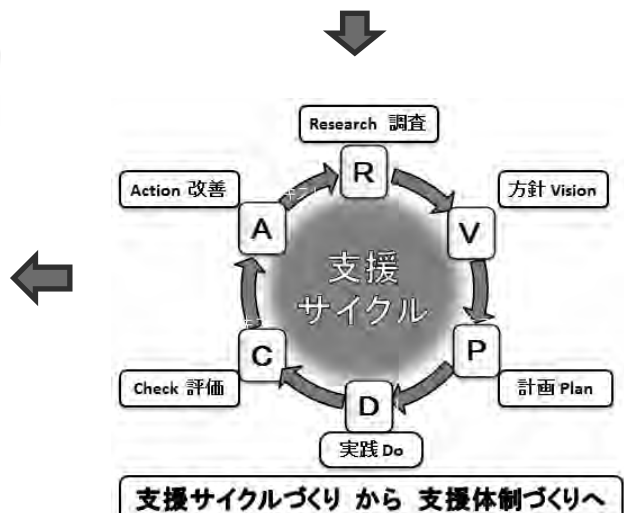 Research 調査
R
Action 改善
方針 Vision
A
V
支援
サイクル
C
P
Check 評価
計画 Plan
D
実践 Do
支援サイクルづくり から 支援体制づくりへ